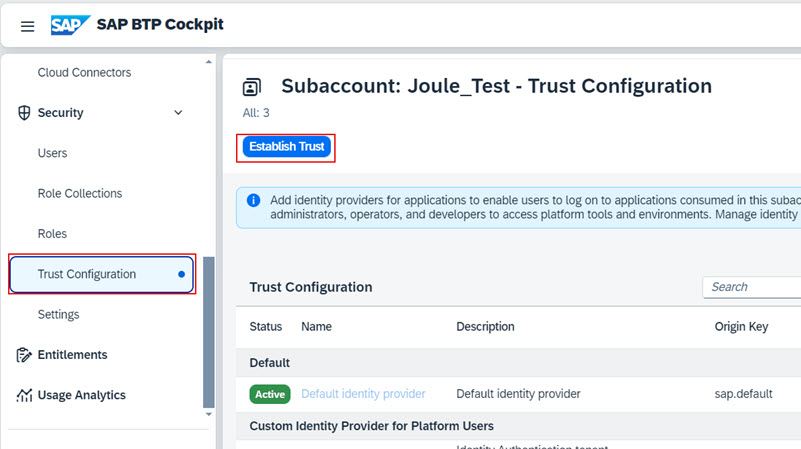 SAP SAP BTP Cockpit
Cloud Connectors
Security
Users
Role Collections
Roles
Trust Configuration
Settings
Entitlements
Usage Analytics
Subaccount: Joule_Test - Trust Configuration
All: 3
Establish Trust
Add identity providers for applications to enable users to log on to applications consumed in this subac
administrators, operators, and developers to access platform tools and environments. Manage identity
Trust Configuration
Search
Status Name Description Origin Key
Default
Active Default identity provider Default identity provider sap.default
Custom Identity Provider for Platform Users
Identity Authentication tenant